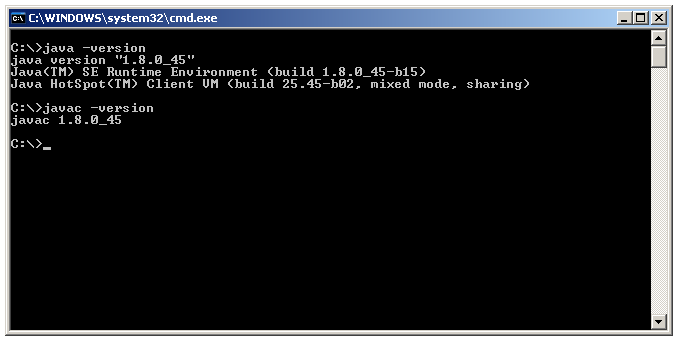 C:\WINDOWS\system32\cmd.exe
C:\>java -version
java version "1.8.0_45"
Java(TM) SE Runtime Environment (build 1.8.0_45-b15)
Java HotSpot(TM) Client VM (build 25.45-b02, mixed mode, sharing)
C:\>javac -version
javac 1.8.0_45
C:\>_